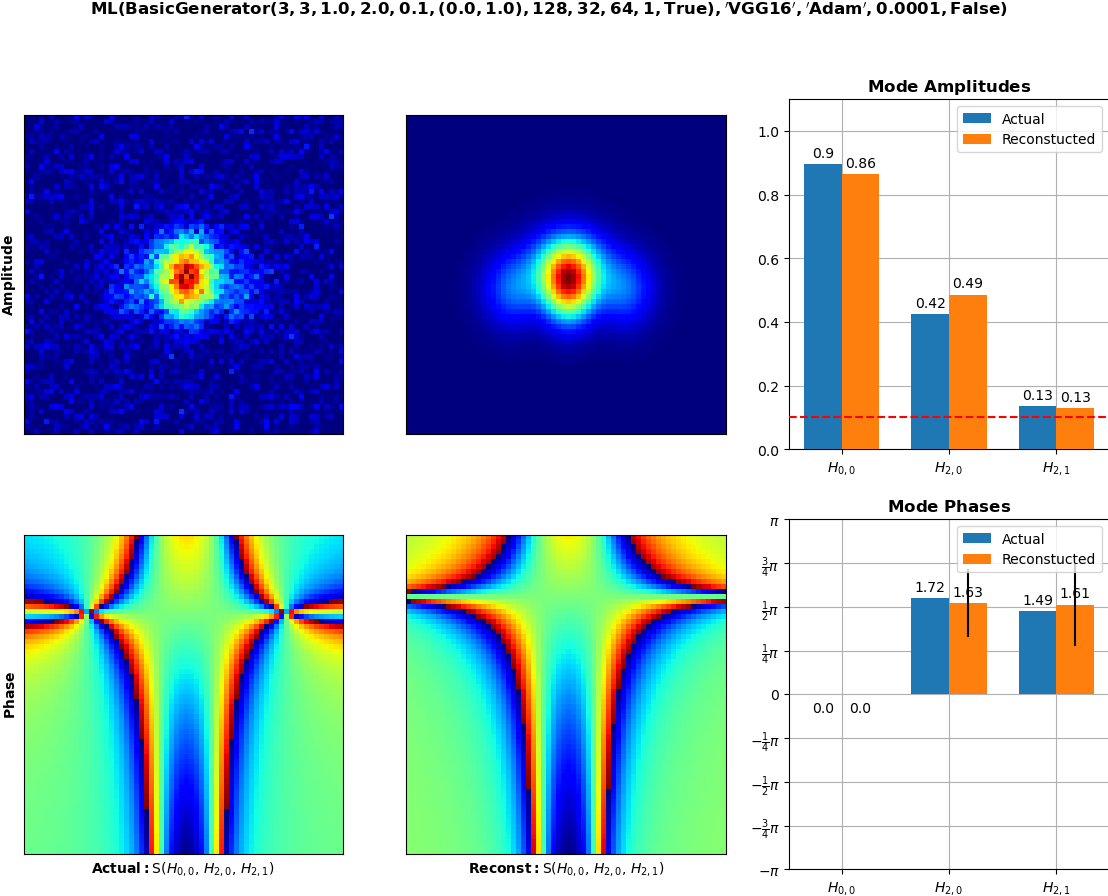 ML(BasicGenerator(3, 3, 1.0, 2.0, 0.1, (0.0, 1.0), 128, 32, 64, 1, True), ′VGG16′, ′Adam′, 0.0001, False)
Amplitude
Mode Amplitudes
Actual
Reconstucted
1.0
0.8
0.6
0.4
0.2
0.0
0.9
0.86
0.42
0.49
0.13
0.13
H0,0
H2,0
H2,1
Phase
Actual: S(H0,0, H2,0, H2,1)
Reconst: S(H0,0, H2,0, H2,1)
Mode Phases
Actual
Reconstucted
π
3/4π
1/2π
1/4π
0
−1/4π
−1/2π
−3/4π
−π
0.0
0.0
1.72
1.63
1.49
1.61
H0,0
H2,0
H2,1